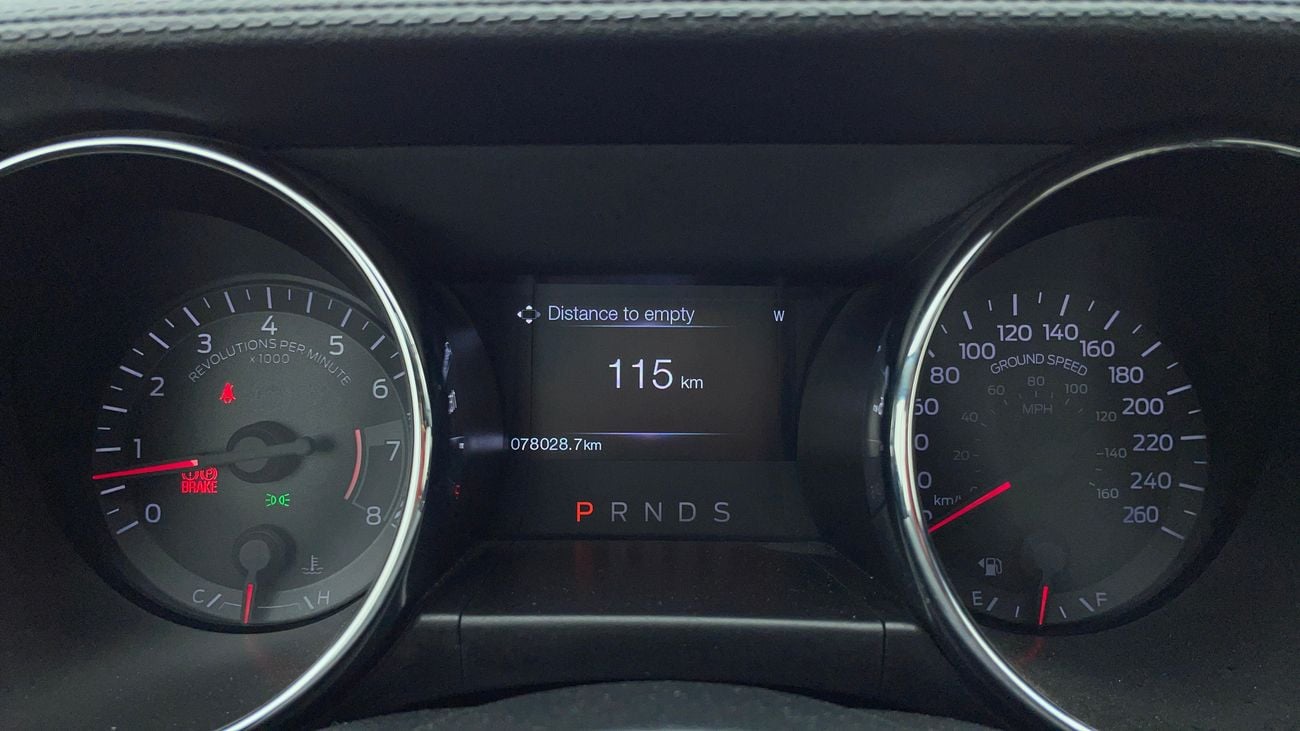 Distance to empty W
115 km
078028.7km
P R N D S
0 1 2 3 4 5 6 7 8
REVOLUTIONS PER MINUTE
x1000
BRAKE
C H
80 100 120 140 160 180 200 220 240 260
GROUND SPEED
20 40 60 80 100 120 140 160
MPH
km/
E F